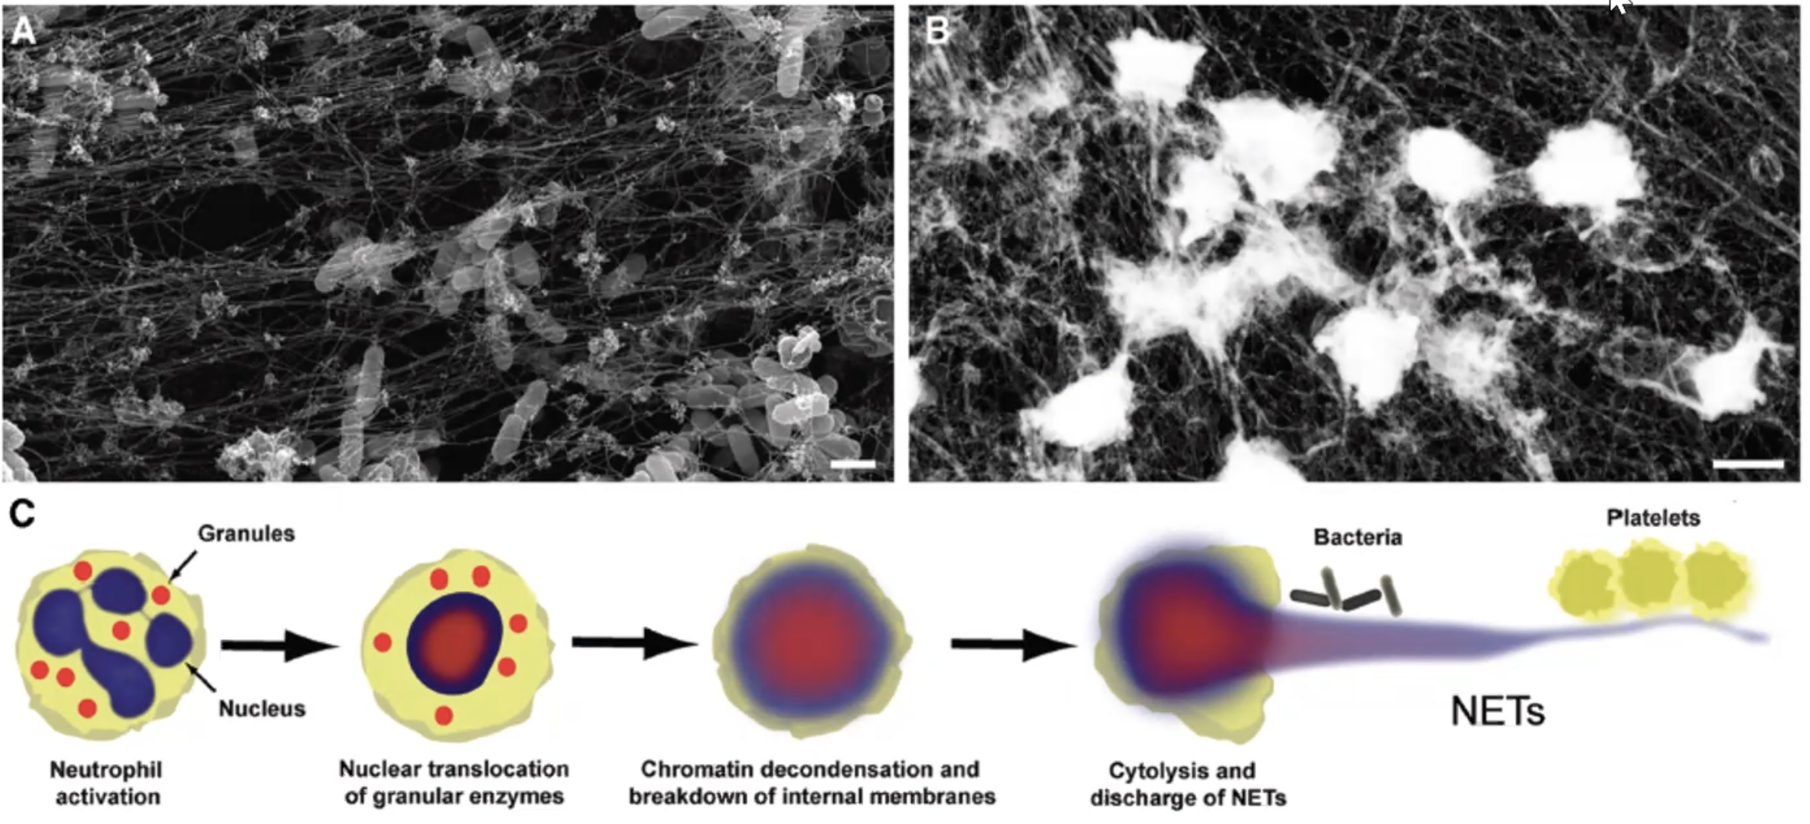 A
B
C
Granules
Nucleus
Bacteria
Platelets
NETs
Neutrophil
activation
Nuclear translocation
of granular enzymes
Chromatin decondensation and
breakdown of internal membranes
Cytolysis and
discharge of NETs